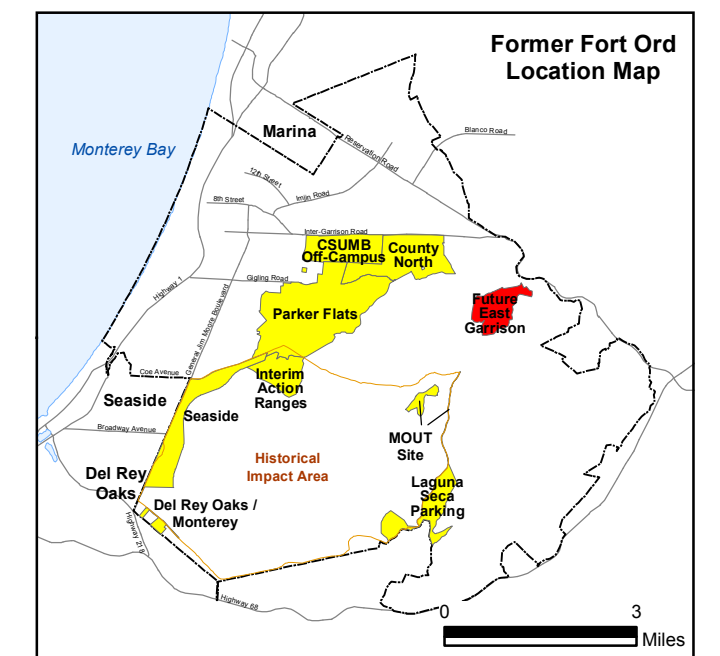 Former Fort Ord
Location Map
Marina
Monterey Bay
Blanco Road
Reservation Road
12th Street
Imjin Road
8th Street
Inter-Garrison Road
CSUMB
Off-Campus
County
North
Gigling Road
Highway 1
General Jim Moore Boulevard
Parker Flats
Future
East
Garrison
Coe Avenue
Interim
Action
Ranges
Seaside
Seaside
Broadway Avenue
MOUT
Site
Historical
Impact Area
Del Rey
Oaks
Laguna
Seca
Parking
Del Rey Oaks /
Monterey
Highway 218
Highway 68
0 3
Miles